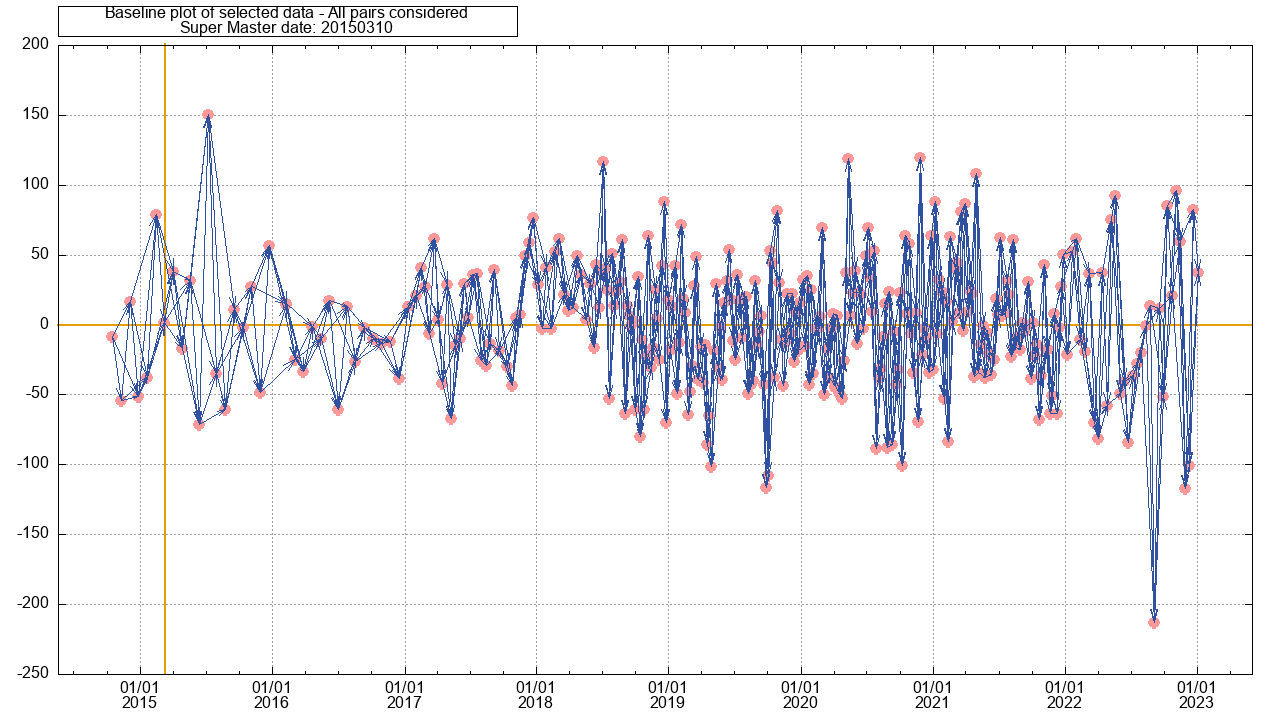 Baseline plot of selected data - All pairs considered
Super Master date: 20150310
200
150
100
50
0
-50
-100
-150
-200
-250
01/01 01/01 01/01 01/01 01/01 01/01 01/01 01/01 01/01
2015 2016 2017 2018 2019 2020 2021 2022 2023